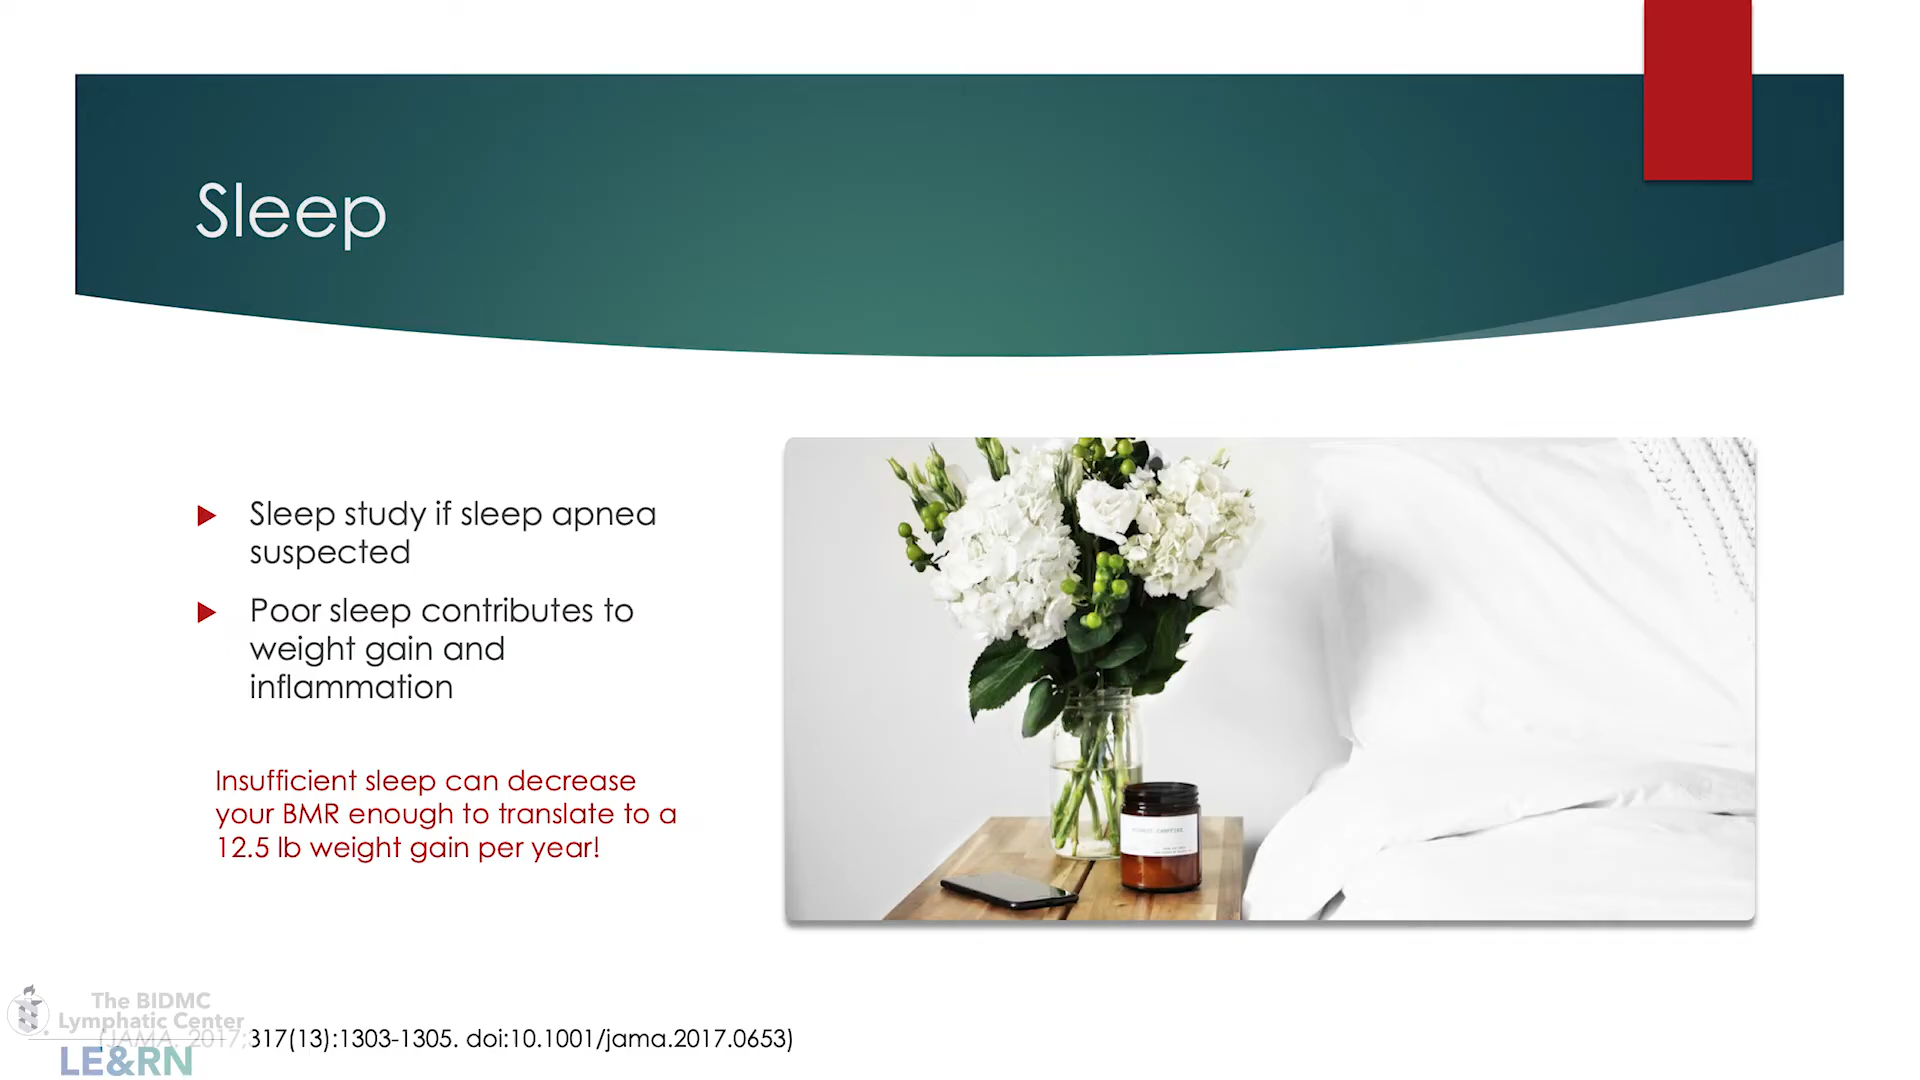 Sleep
Sleep study if sleep apnea
suspected
Poor sleep contributes to
weight gain and
inflammation
Insufficient sleep can decrease
your BMR enough to translate to a
12.5 lb weight gain per year!
The BIDMC
Lymphatic Center
(JAMA. 2017;317(13):1303-1305. doi:10.1001/jama.2017.0653)
LE&RN